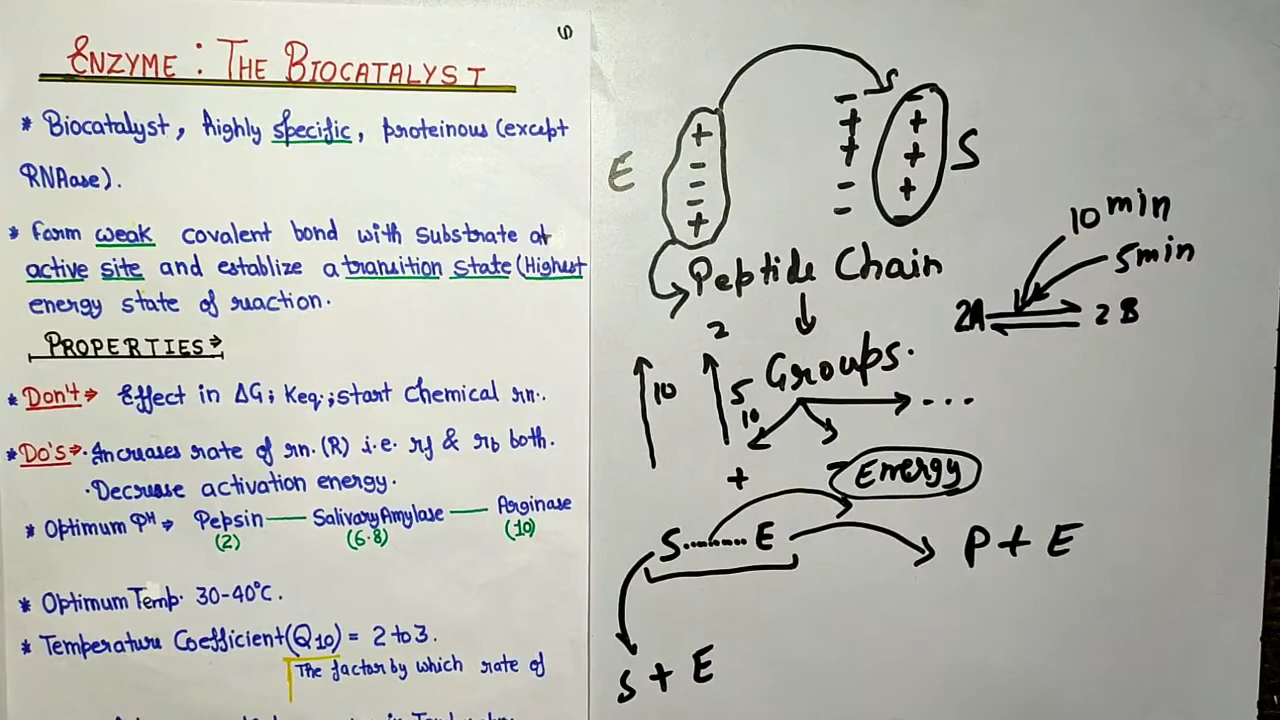 ENZYME : THE BIOCATALYST
* Biocatalyst, highly specific, proteinous (except
RNAase).
* Form weak covalent bond with substrate at
active site and establize a transition state (Highest
energy state of reaction.
PROPERTIES →
* Don't → Effect in ΔG; Keq.; start chemical rn.
* Do's → • Increases rate of rn. (R) i.e. rf & rb both.
• Decrease activation energy.
* Optimum PH ⇒ Pepsin — Salivary Amylase — Arginase
(2) (6.8) (10)
* Optimum Temp. 30-40°C.
* Temperature Coefficient (Q10) = 2 to 3.
The factor by which rate of
S
- -
+ + +
E - + + S
- - +
- -
+
Peptide Chain
10 min
5 min
2A ⇌ 2B
2
10 5 Groups. ...
10
+ Energy
S........E → P + E
S + E